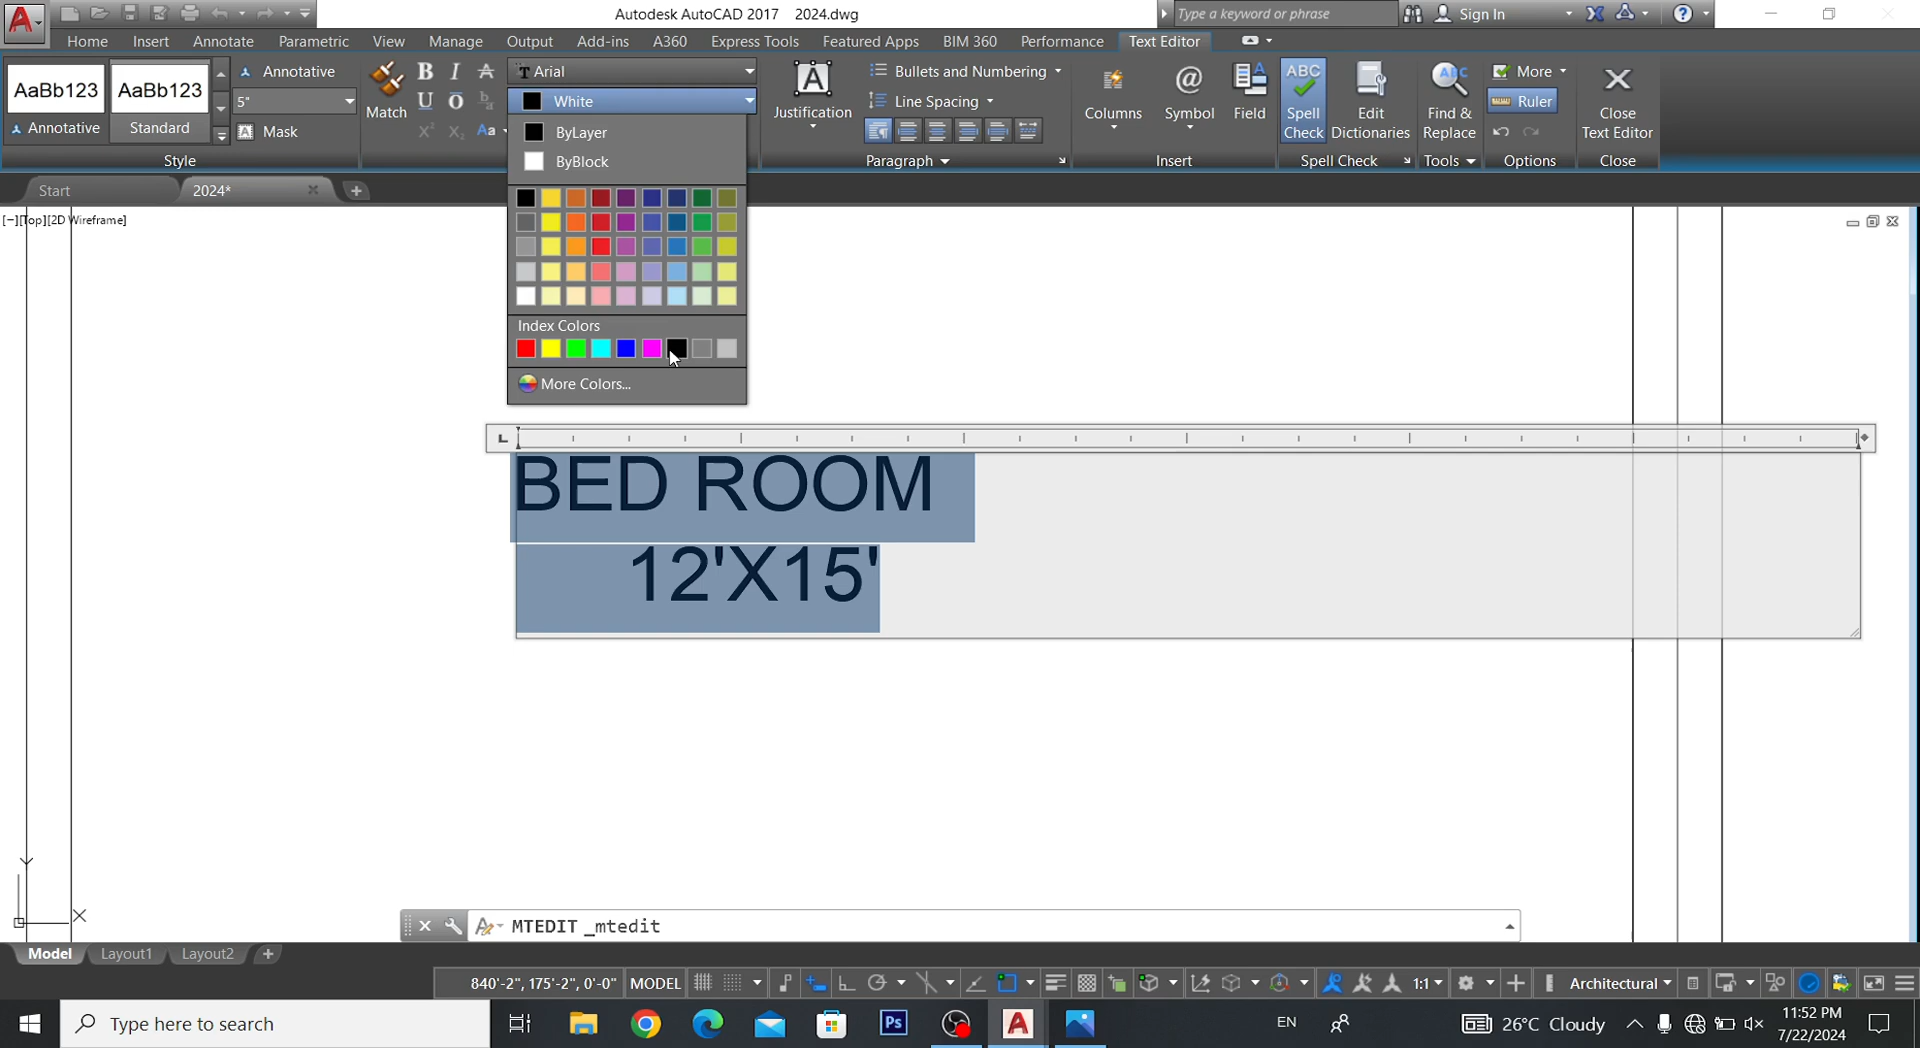 Autodesk AutoCAD 2017 2024.dwg
Type a keyword or phrase
Sign In
Home Insert Annotate Parametric View Manage Output Add-ins A360 Express Tools Featured Apps BIM 360 Performance Text Editor
AaBb123 AaBb123
Annotative Standard
Style
Annotative
5"
Mask
Match
Arial
White
ByLayer
ByBlock
Index Colors
More Colors...
Justification
Bullets and Numbering
Line Spacing
Paragraph
Columns
Symbol
Field
Insert
ABC
Spell
Check
Edit
Dictionaries
Spell Check
ABC
Find &
Replace
Tools
More
Ruler
Options
Close
Text Editor
Close
Start 2024*
[−][Top][2D Wireframe]
BED ROOM
12'X15'
Y
X
MTEDIT _mtedit
Model Layout1 Layout2
840'-2", 175'-2", 0'-0" MODEL 1:1 Architectural
Type here to search
Ps
EN
26°C Cloudy
11:52 PM
7/22/2024